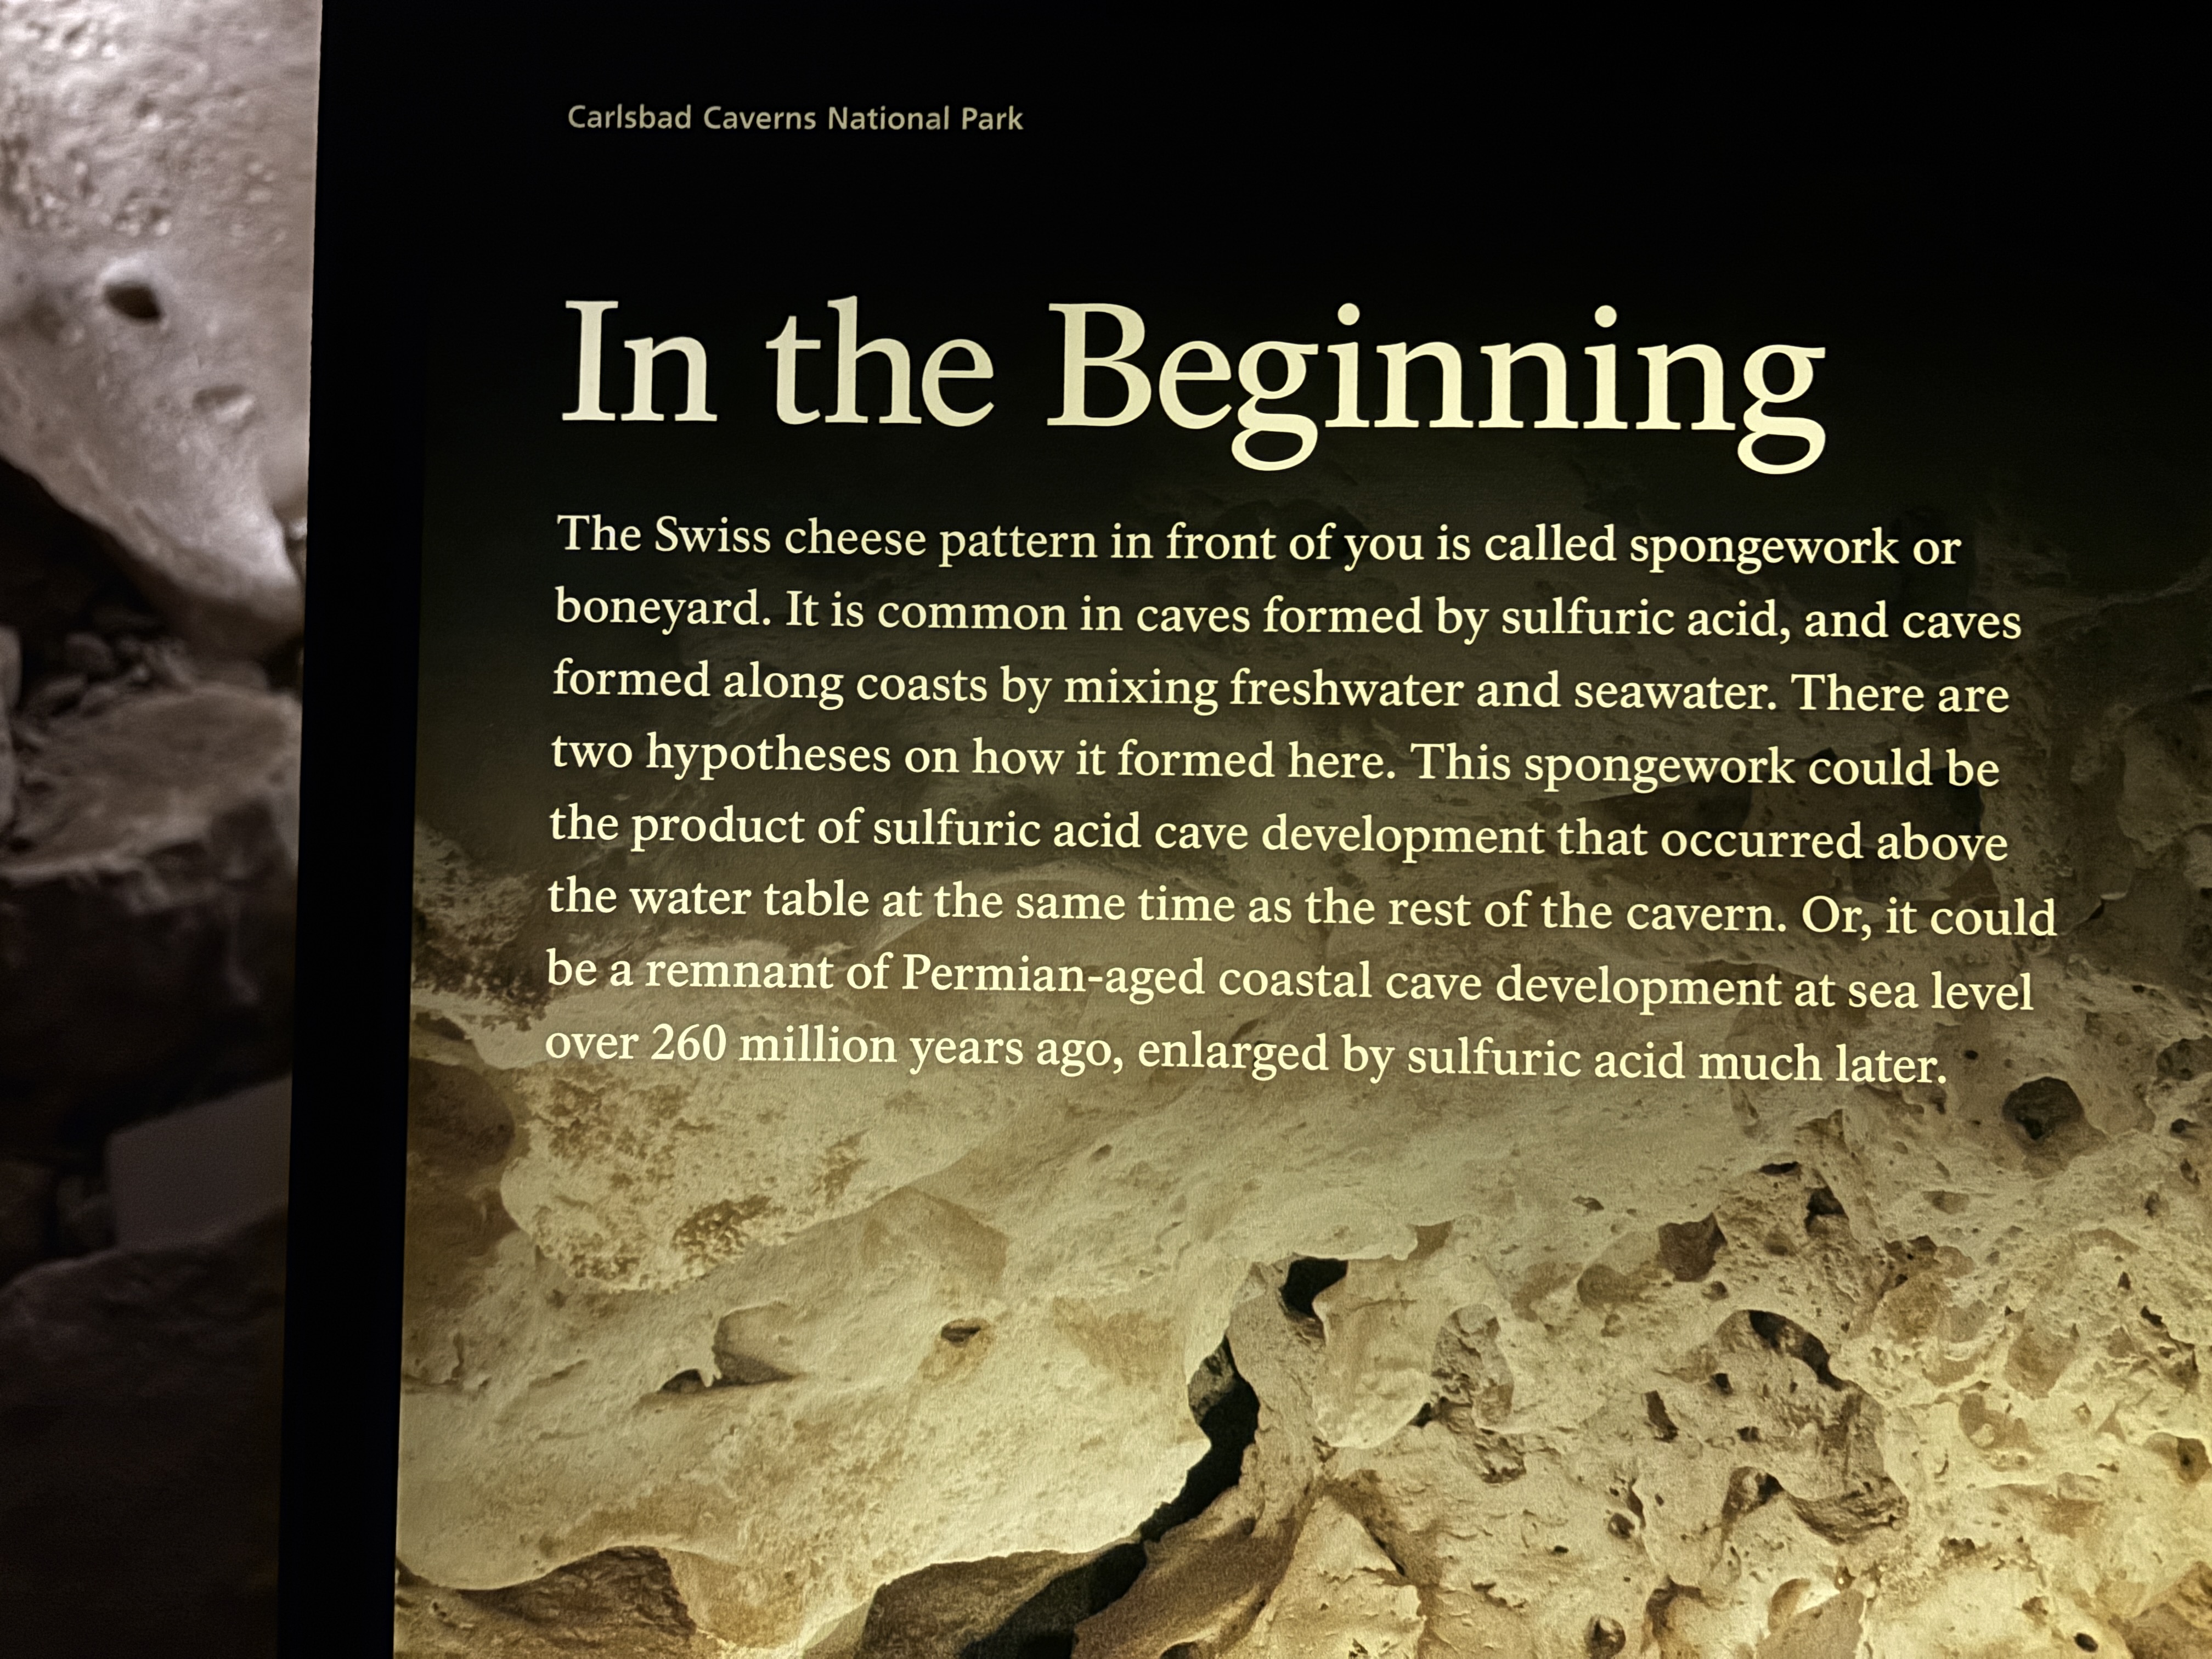 Carlsbad Caverns National Park
In the Beginning
The Swiss cheese pattern in front of you is called spongework or
boneyard. It is common in caves formed by sulfuric acid, and caves
formed along coasts by mixing freshwater and seawater. There are
two hypotheses on how it formed here. This spongework could be
the product of sulfuric acid cave development that occurred above
the water table at the same time as the rest of the cavern. Or, it could
be a remnant of Permian-aged coastal cave development at sea level
over 260 million years ago, enlarged by sulfuric acid much later.